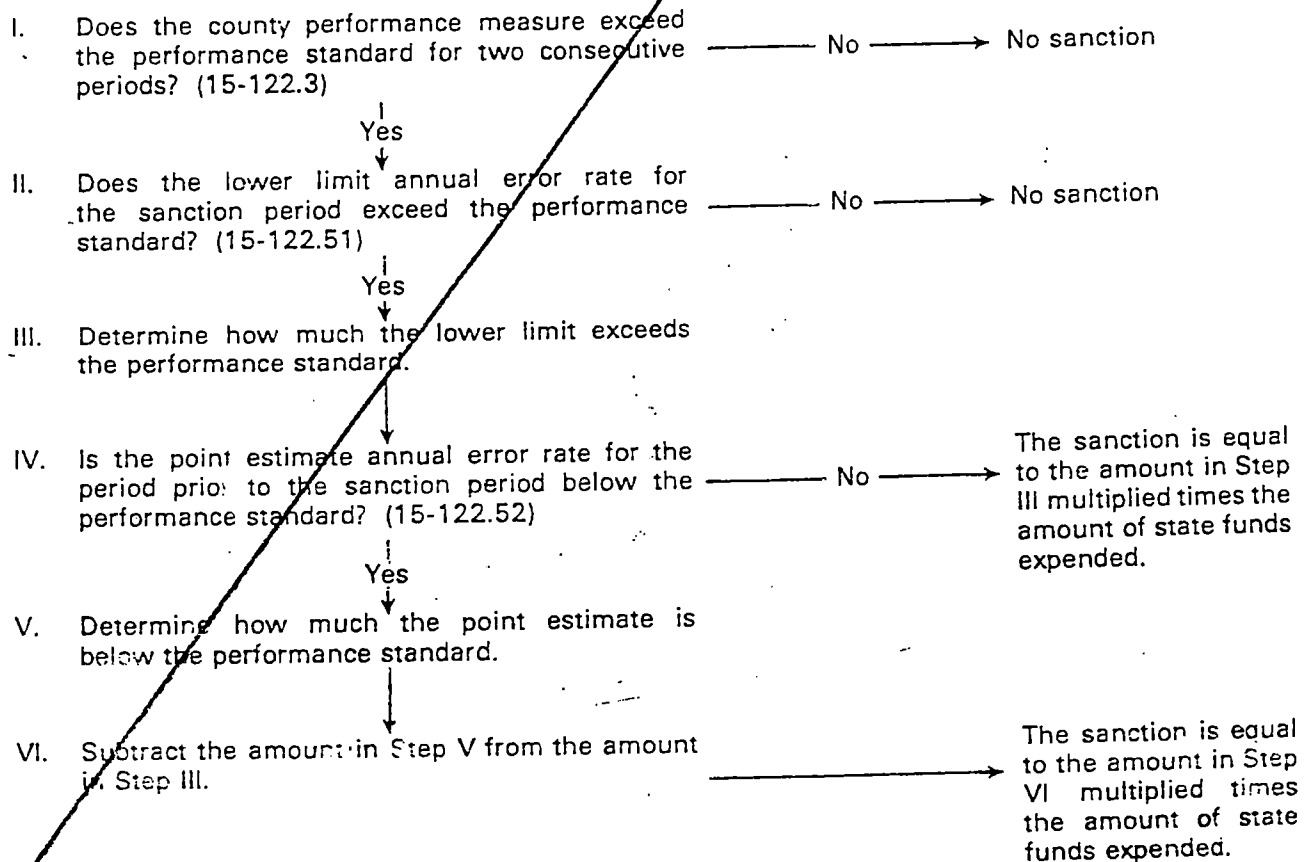 I. Does the county performance measure exceed
the performance standard for two consecutive
periods? (15-122.3)
No
No sanction
Yes
II. Does the lower limit annual error rate for
the sanction period exceed the performance
standard? (15-122.51)
No
No sanction
Yes
III. Determine how much the lower limit exceeds
the performance standard.
IV. Is the point estimate annual error rate for the
period prior to the sanction period below the
performance standard? (15-122.52)
No
The sanction is equal
to the amount in Step
III multiplied times the
amount of state funds
expended.
Yes
V. Determine how much the point estimate is
below the performance standard.
VI. Subtract the amount in Step V from the amount
in Step III.
The sanction is equal
to the amount in Step
VI multiplied times
the amount of state
funds expended.